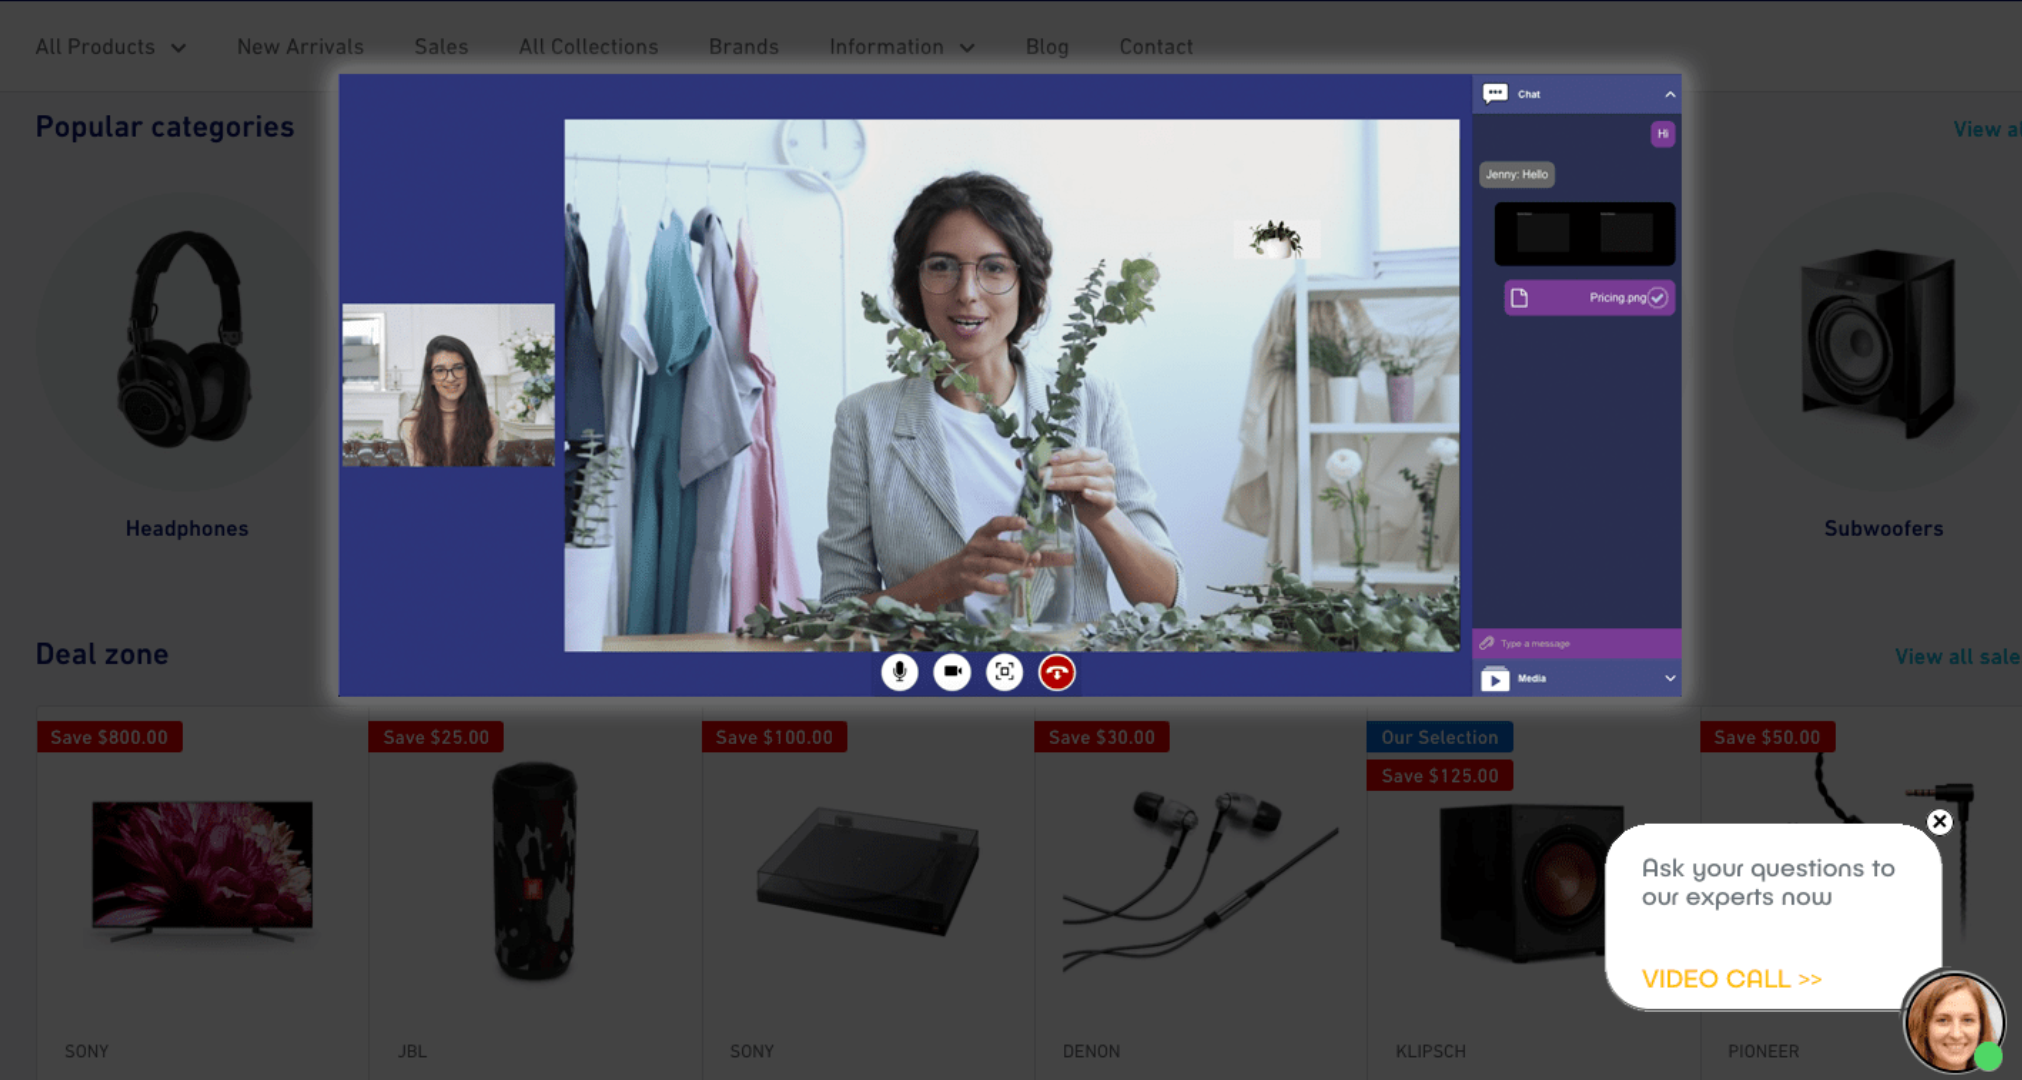 All Products
New Arrivals
Sales
All Collections
Brands
Information
Blog
Contact
Popular categories
View al
Chat
Hi
Jenny: Hello
Pricing.png
Type a message
Media
Headphones
Subwoofers
Deal zone
View all sale
Save $800.00
Save $25.00
Save $100.00
Save $30.00
Our Selection
Save $125.00
Save $50.00
Ask your questions to
our experts now
VIDEO CALL >>
SONY
JBL
SONY
DENON
KLIPSCH
PIONEER